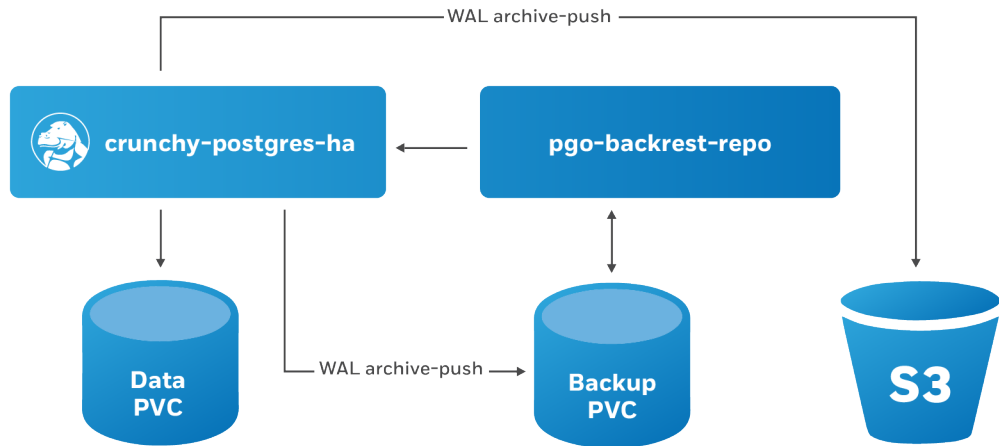 WAL archive-push
crunchy-postgres-ha
pgo-backrest-repo
WAL archive-push
Data
PVC
Backup
PVC
S3